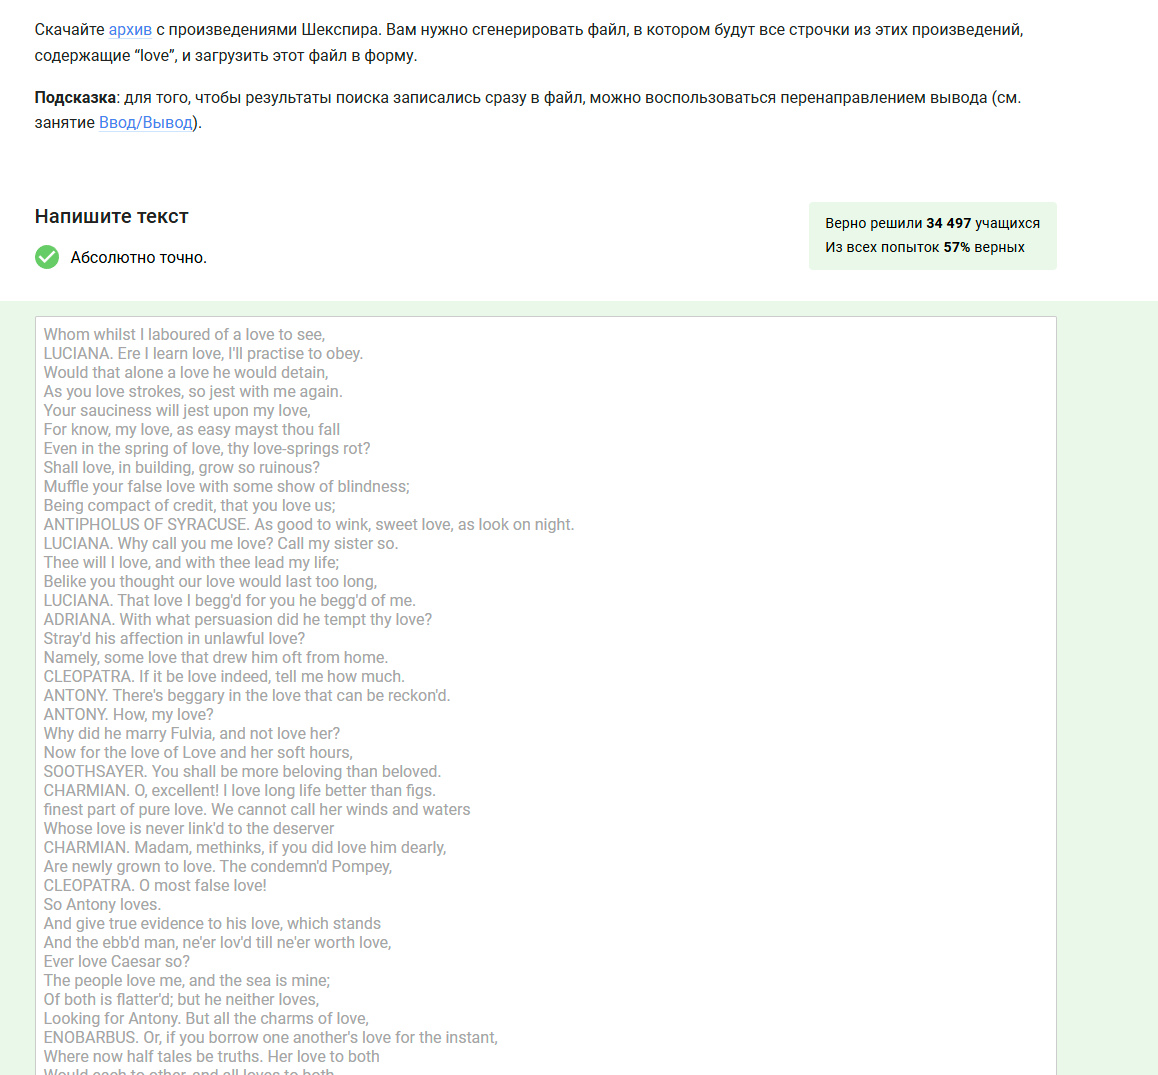 Скачайте архив с произведениями Шекспира. Вам нужно сгенерировать файл, в котором будут все строчки из этих произведений,
содержащие “love”, и загрузить этот файл в форму.
Подсказка: для того, чтобы результаты поиска записались сразу в файл, можно воспользоваться перенаправлением вывода (см.
занятие Ввод/Вывод).
Напишите текст
Абсолютно точно.
Верно решили 34 497 учащихся
Из всех попыток 57% верных
Whom whilst I laboured of a love to see,
LUCIANA. Ere I learn love, I'll practise to obey.
Would that alone a love he would detain,
As you love strokes, so jest with me again.
Your sauciness will jest upon my love,
For know, my love, as easy mayst thou fall
Even in the spring of love, thy love-springs rot?
Shall love, in building, grow so ruinous?
Muffle your false love with some show of blindness;
Being compact of credit, that you love us;
ANTIPHOLUS OF SYRACUSE. As good to wink, sweet love, as look on night.
LUCIANA. Why call you me love? Call my sister so.
Thee will I love, and with thee lead my life;
Belike you thought our love would last too long,
LUCIANA. That love I begg'd for you he begg'd of me.
ADRIANA. With what persuasion did he tempt thy love?
Stray'd his affection in unlawful love?
Namely, some love that drew him oft from home.
CLEOPATRA. If it be love indeed, tell me how much.
ANTONY. There's beggary in the love that can be reckon'd.
ANTONY. How, my love?
Why did he marry Fulvia, and not love her?
Now for the love of Love and her soft hours,
SOOTHSAYER. You shall be more beloving than beloved.
CHARMIAN. O, excellent! I love long life better than figs.
finest part of pure love. We cannot call her winds and waters
Whose love is never link'd to the deserver
CHARMIAN. Madam, methinks, if you did love him dearly,
Are newly grown to love. The condemn'd Pompey,
CLEOPATRA. O most false love!
So Antony loves.
And give true evidence to his love, which stands
And the ebb'd man, ne'er lov'd till ne'er worth love,
Ever love Caesar so?
The people love me, and the sea is mine;
Of both is flatter'd; but he neither loves,
Looking for Antony. But all the charms of love,
ENOBARBUS. Or, if you borrow one another's love for the instant,
Where now half tales be truths. Her love to both
Would each to other, and all loves to both,